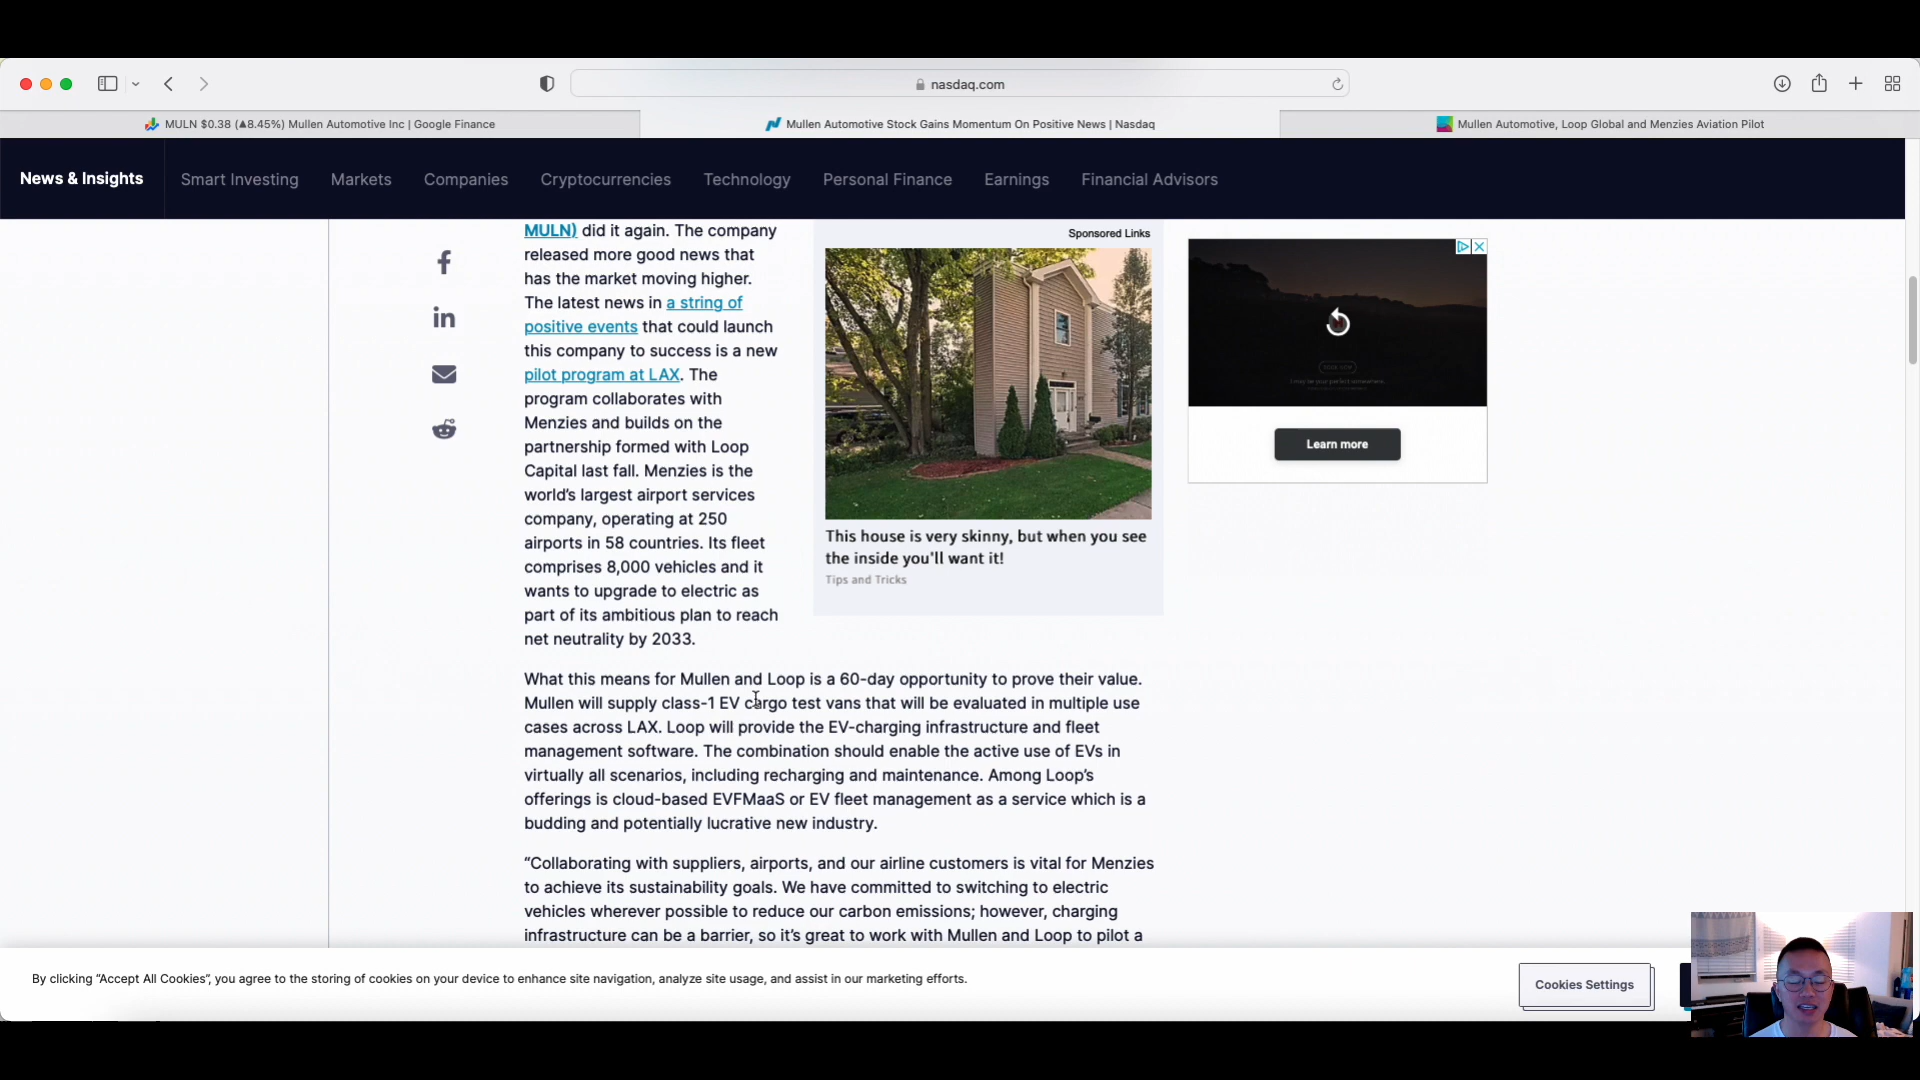 nasdaq.com
MULN $0.38 (▲8.45%) Mullen Automotive Inc | Google Finance
Mullen Automotive Stock Gains Momentum On Positive News | Nasdaq
Mullen Automotive, Loop Global and Menzies Aviation Pilot
News & Insights
Smart Investing
Markets
Companies
Cryptocurrencies
Technology
Personal Finance
Earnings
Financial Advisors
MULN) did it again. The company
released more good news that
has the market moving higher.
The latest news in a string of
positive events that could launch
this company to success is a new
pilot program at LAX. The
program collaborates with
Menzies and builds on the
partnership formed with Loop
Capital last fall. Menzies is the
world's largest airport services
company, operating at 250
airports in 58 countries. Its fleet
comprises 8,000 vehicles and it
wants to upgrade to electric as
part of its ambitious plan to reach
net neutrality by 2033.
Sponsored Links
This house is very skinny, but when you see
the inside you'll want it!
Tips and Tricks
Learn more
What this means for Mullen and Loop is a 60-day opportunity to prove their value.
Mullen will supply class-1 EV cargo test vans that will be evaluated in multiple use
cases across LAX. Loop will provide the EV-charging infrastructure and fleet
management software. The combination should enable the active use of EVs in
virtually all scenarios, including recharging and maintenance. Among Loop's
offerings is cloud-based EVFMaaS or EV fleet management as a service which is a
budding and potentially lucrative new industry.
“Collaborating with suppliers, airports, and our airline customers is vital for Menzies
to achieve its sustainability goals. We have committed to switching to electric
vehicles wherever possible to reduce our carbon emissions; however, charging
infrastructure can be a barrier, so it's great to work with Mullen and Loop to pilot a
By clicking “Accept All Cookies”, you agree to the storing of cookies on your device to enhance site navigation, analyze site usage, and assist in our marketing efforts.
Cookies Settings